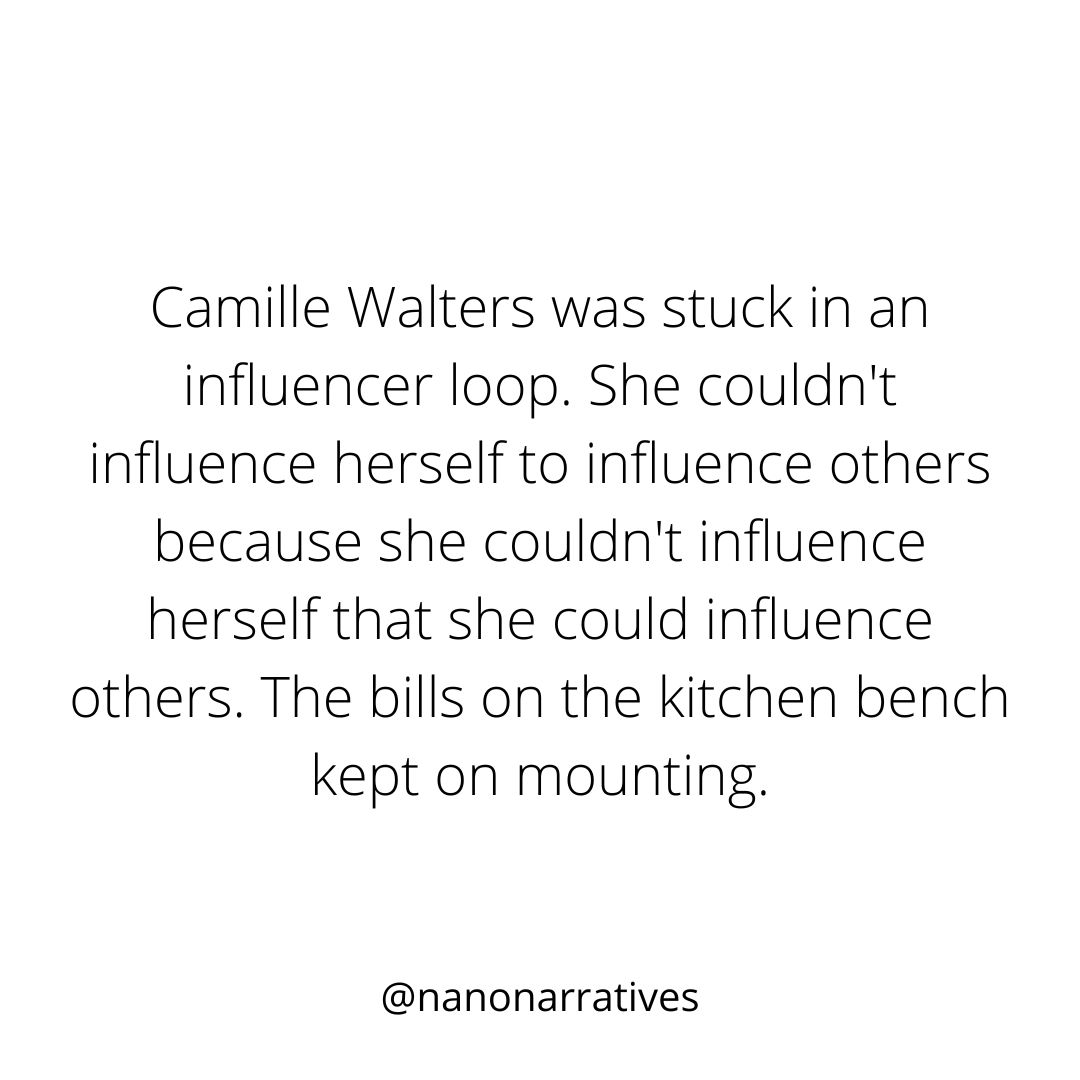 Camille Walters was stuck in an
influencer loop. She couldn't
influence herself to influence others
because she couldn't influence
herself that she could influence
others. The bills on the kitchen bench
kept on mounting.
@nanonarratives